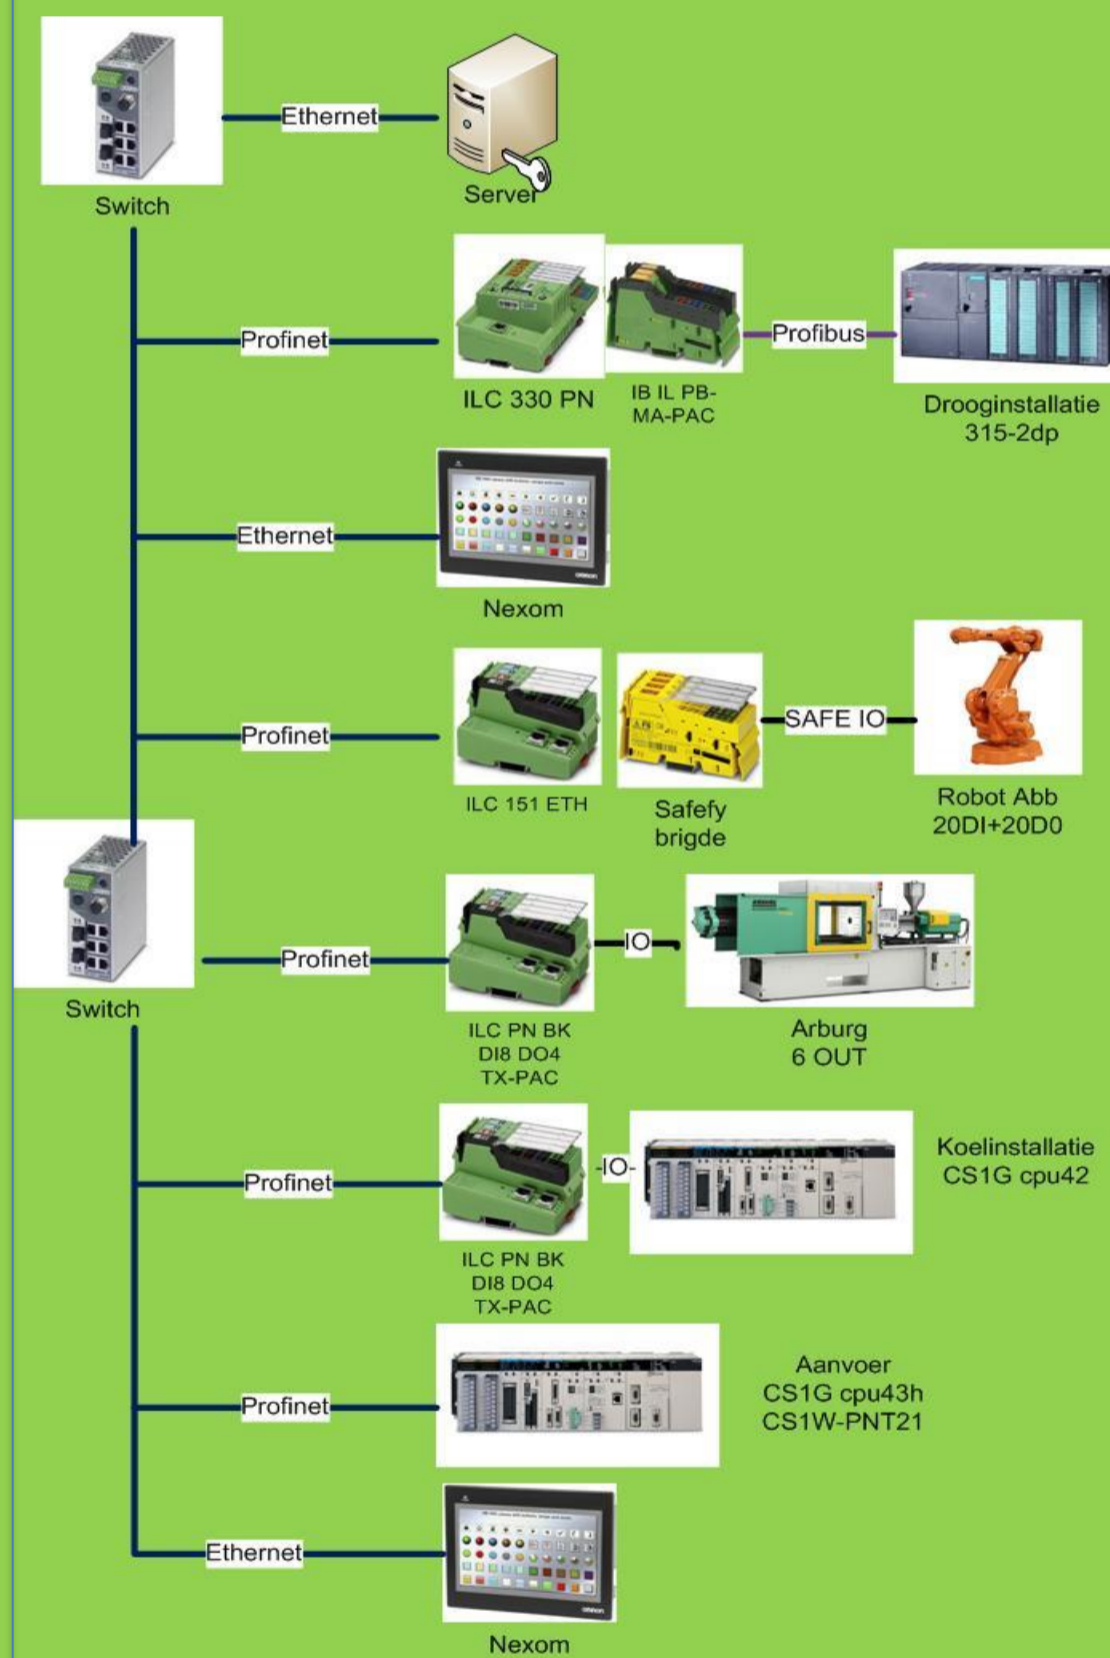 Ethernet
Switch
Server
Profinet
Profibus
ILC 330 PN
IB IL PB-
MA-PAC
Drooginstallatie
315-2dp
Ethernet
omron
Nexom
Profinet
SAFE IO
ILC 151 ETH
Safefy
brigde
Robot Abb
20DI+20D0
Switch
Profinet
IO
ILC PN BK
DI8 DO4
TX-PAC
Arburg
6 OUT
Profinet
-IO-
Koelinstallatie
CS1G cpu42
ILC PN BK
DI8 DO4
TX-PAC
Profinet
Aanvoer
CS1G cpu43h
CS1W-PNT21
Ethernet
omron
Nexom